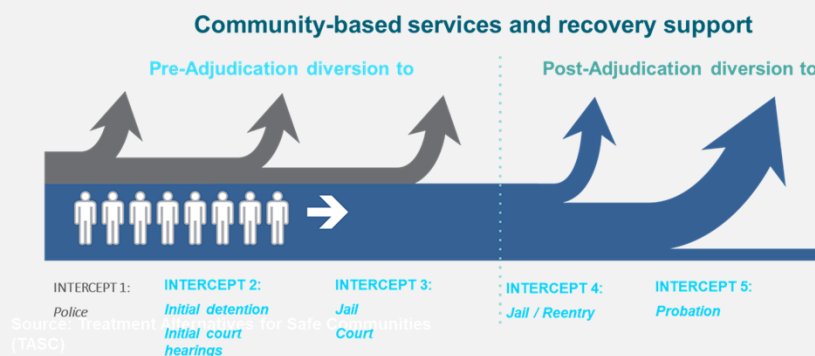 Community-based services and recovery support
Pre-Adjudication diversion to
Post-Adjudication diversion to
INTERCEPT 1:
Police
INTERCEPT 2:
Initial detention
Initial court
hearings
INTERCEPT 3:
Jail
Court
INTERCEPT 4:
Jail / Reentry
INTERCEPT 5:
Probation
Source: Treatment Alternatives for Safe Communities
(TASC)